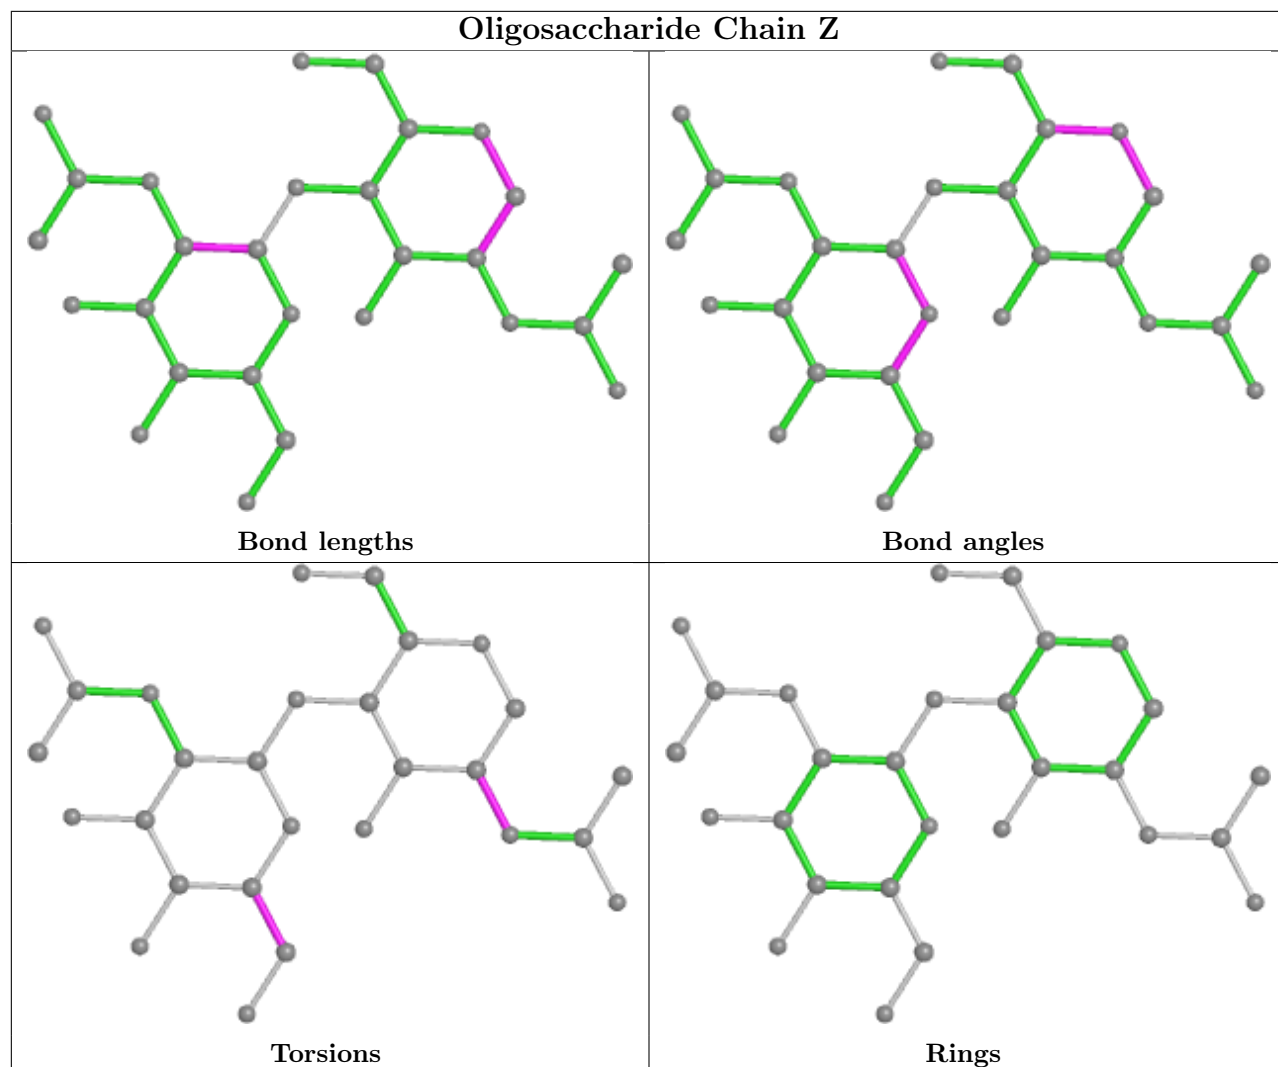 Oligosaccharide Chain Z
Bond lengths
Bond angles
Torsions
Rings